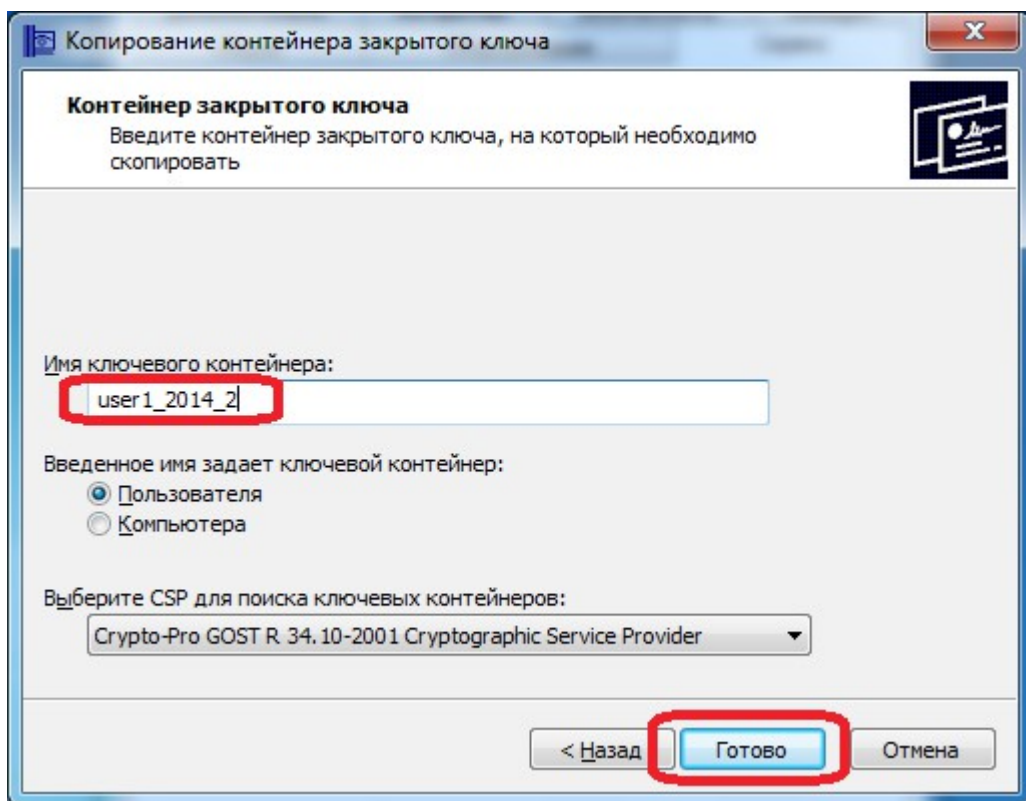 Копирование контейнера закрытого ключа
Контейнер закрытого ключа
Введите контейнер закрытого ключа, на который необходимо
скопировать
Имя ключевого контейнера:
user1_2014_2
Введенное имя задает ключевой контейнер:
Пользователя
Компьютера
Выберите CSP для поиска ключевых контейнеров:
Crypto-Pro GOST R 34.10-2001 Cryptographic Service Provider
< Назад
Готово
Отмена